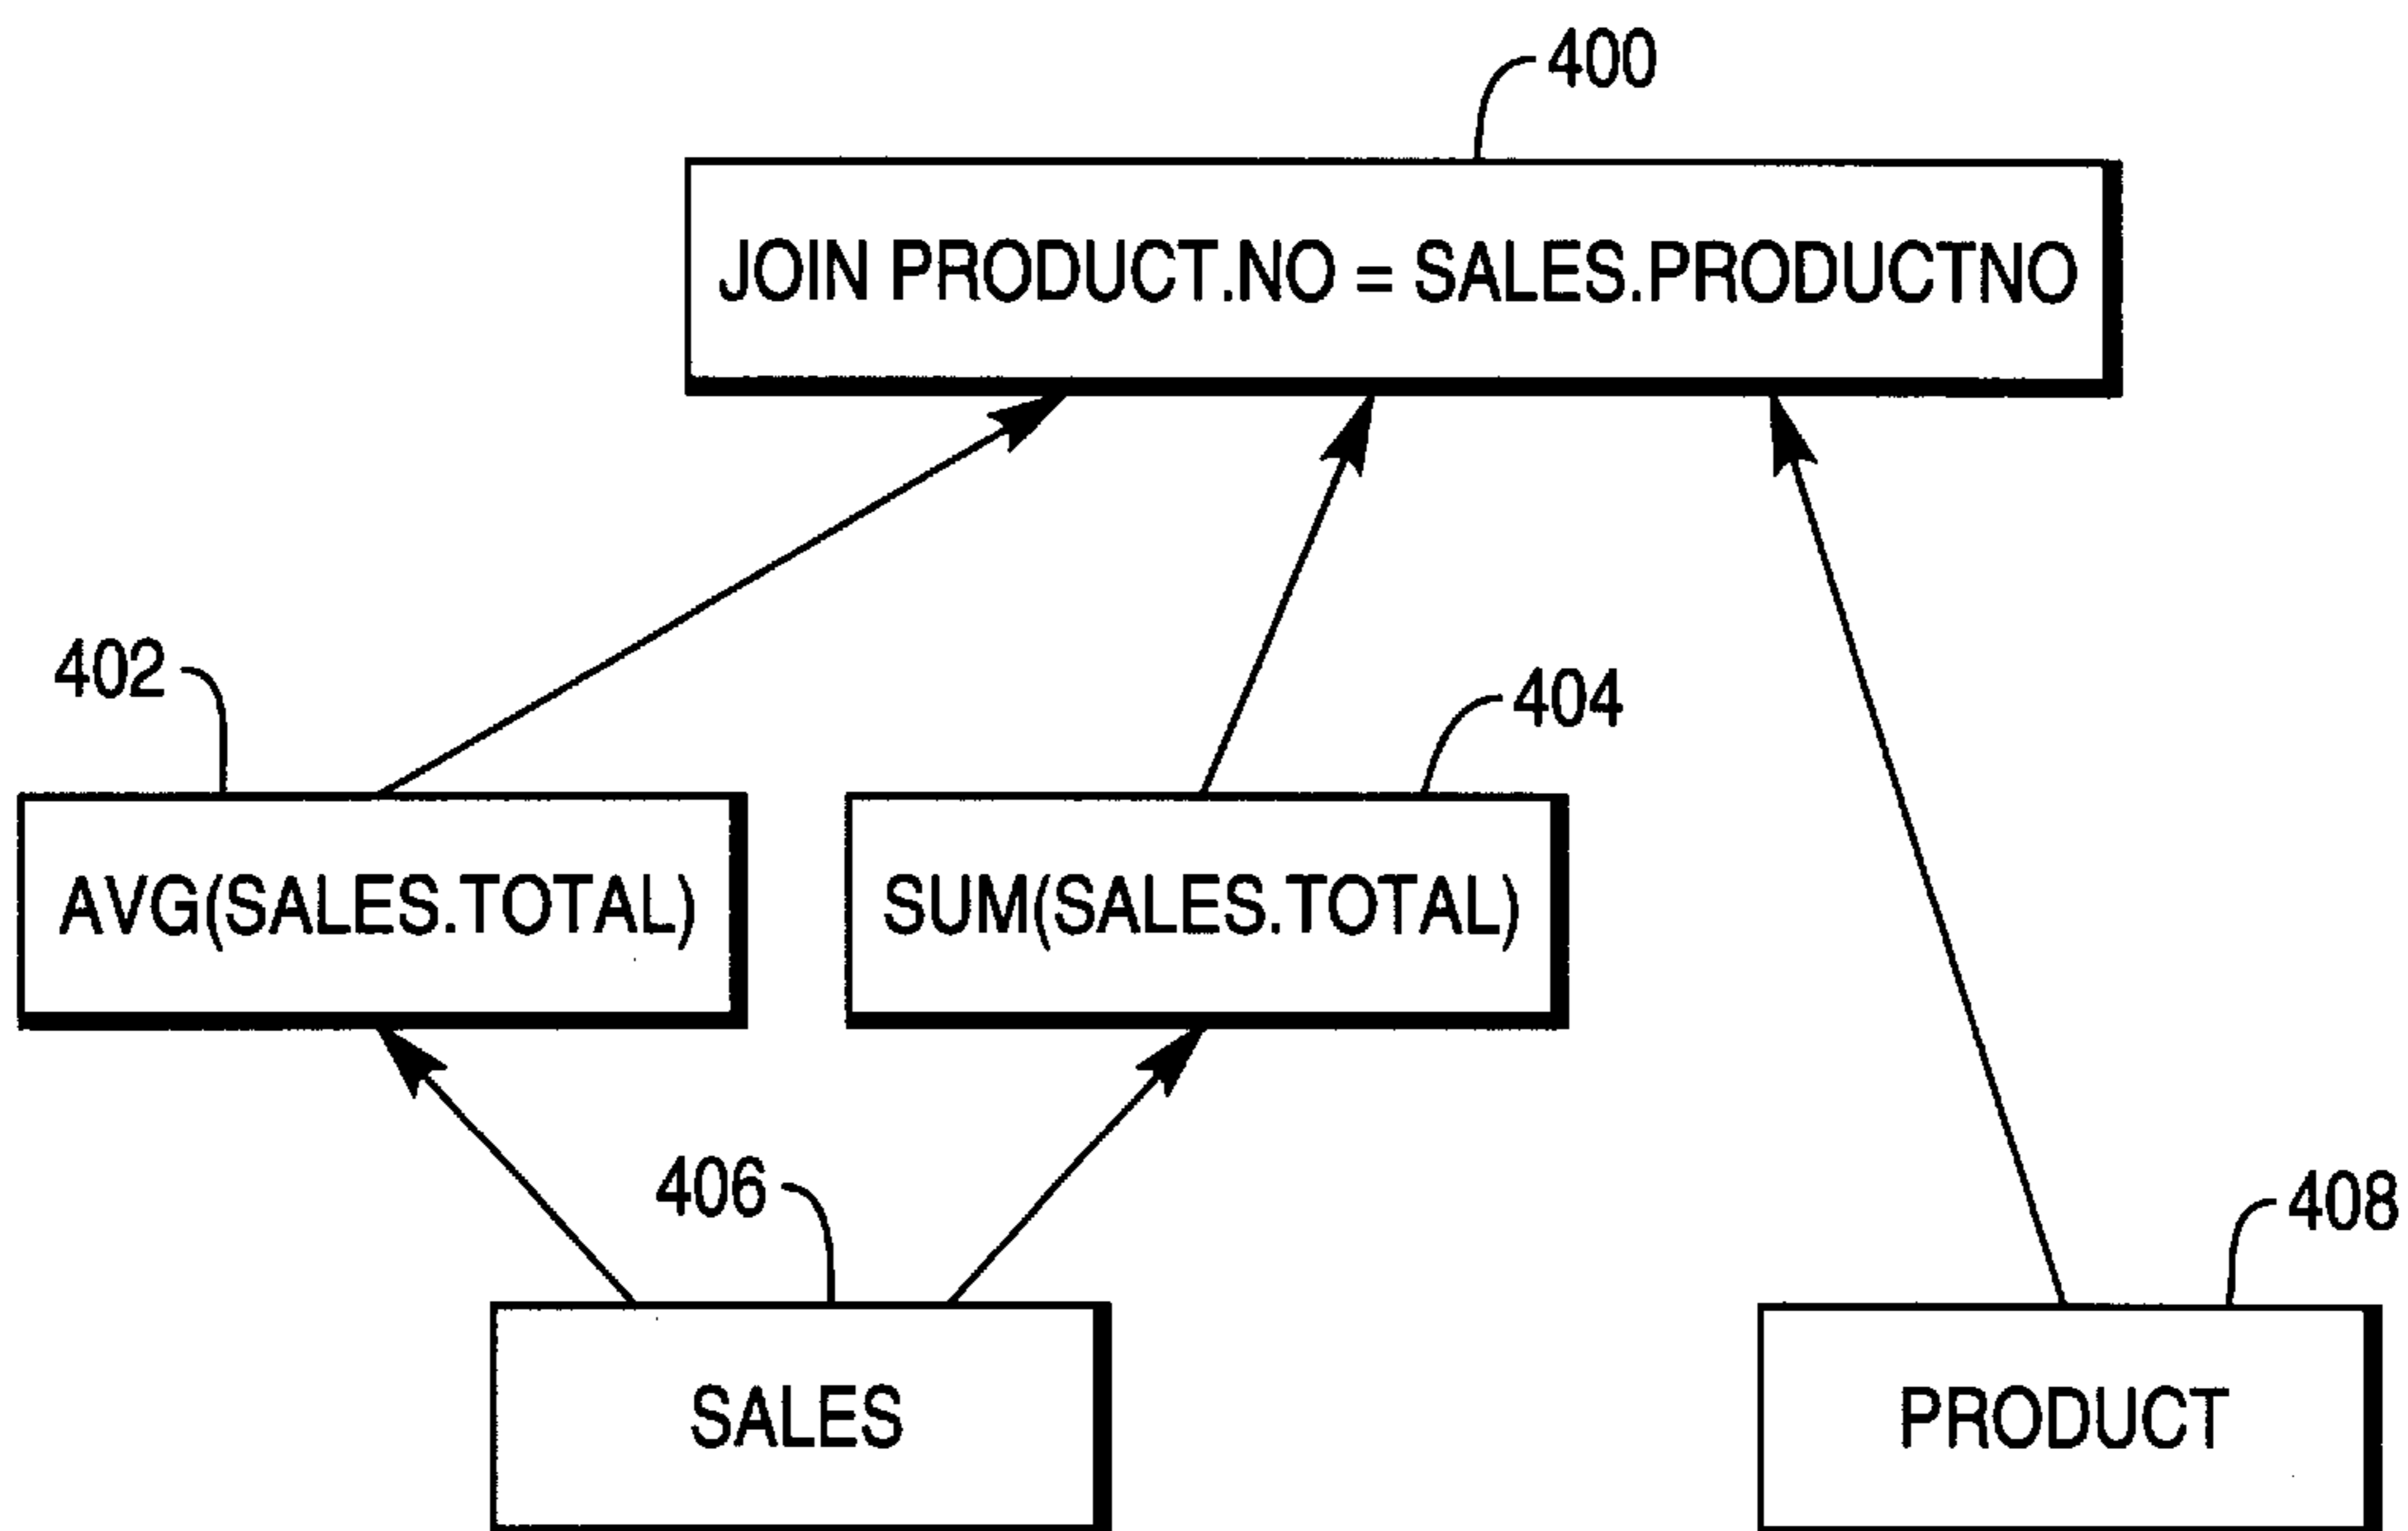 400
JOIN PRODUCT.NO = SALES.PRODUCTNO
402
404
AVG(SALES.TOTAL)
SUM(SALES.TOTAL)
406
408
SALES
PRODUCT